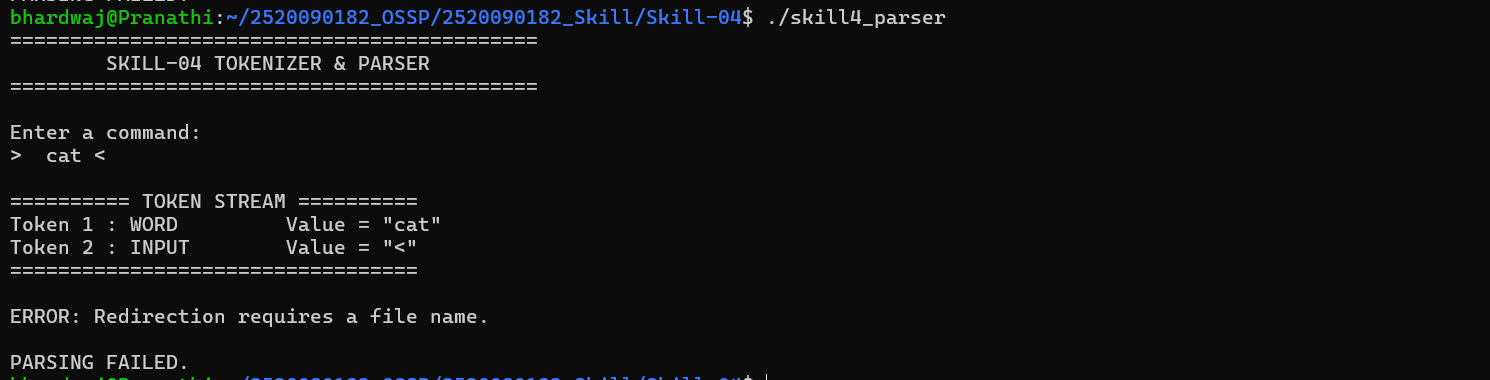 bhardwaj@Pranathi:~/2520090182_OSSP/2520090182_Skill/Skill-04$ ./skill4_parser
============================================
        SKILL-04 TOKENIZER & PARSER
============================================
Enter a command:
>  cat <
========== TOKEN STREAM ==========
Token 1 : WORD         Value = "cat"
Token 2 : INPUT        Value = "<"
==================================
ERROR: Redirection requires a file name.
PARSING FAILED.